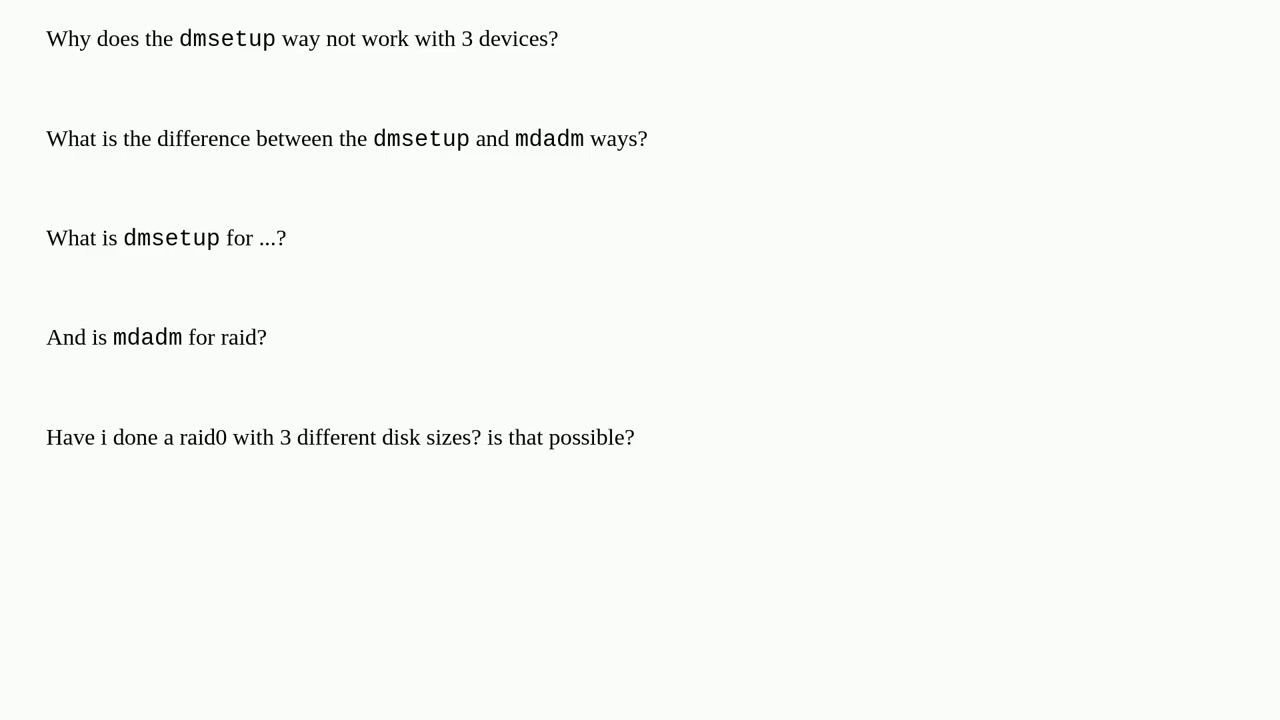 Why does the dmsetup way not work with 3 devices?
What is the difference between the dmsetup and mdadm ways?
What is dmsetup for ...?
And is mdadm for raid?
Have i done a raid0 with 3 different disk sizes? is that possible?